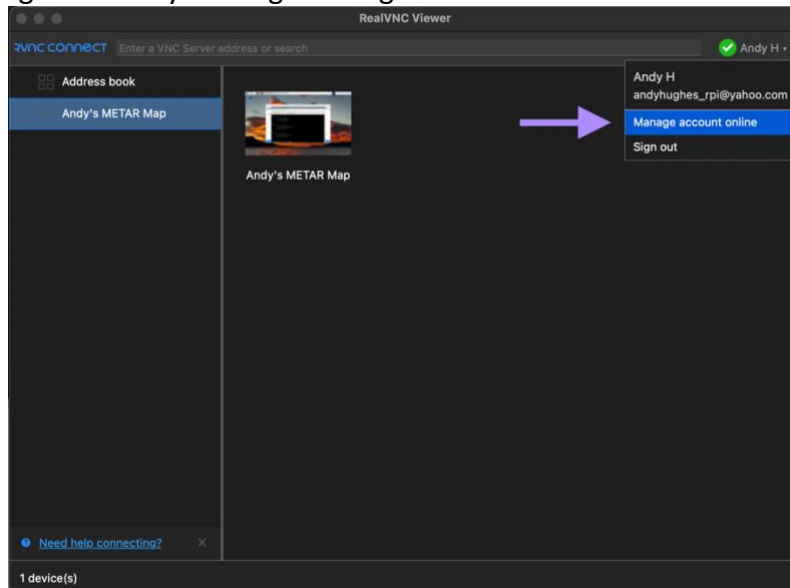 RealVNC Viewer
RVNC CONNECT Enter a VNC Server address or search Andy H
Address book
Andy's METAR Map
Andy's METAR Map
Andy H
andyhughes_rpi@yahoo.com
Manage account online
Sign out
Need help connecting?
1 device(s)